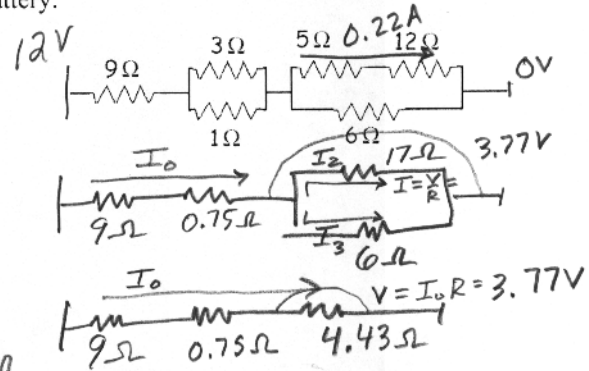 ttery.
12V 9Ω 3Ω 5Ω 0.22A 12Ω 0V
1Ω 6Ω
I₀ I₂ 17Ω 3.77V
I=V/R=
9Ω 0.75Ω I₃ 6Ω
I₀ V=I₀R=3.77V
9Ω 0.75Ω 4.43Ω